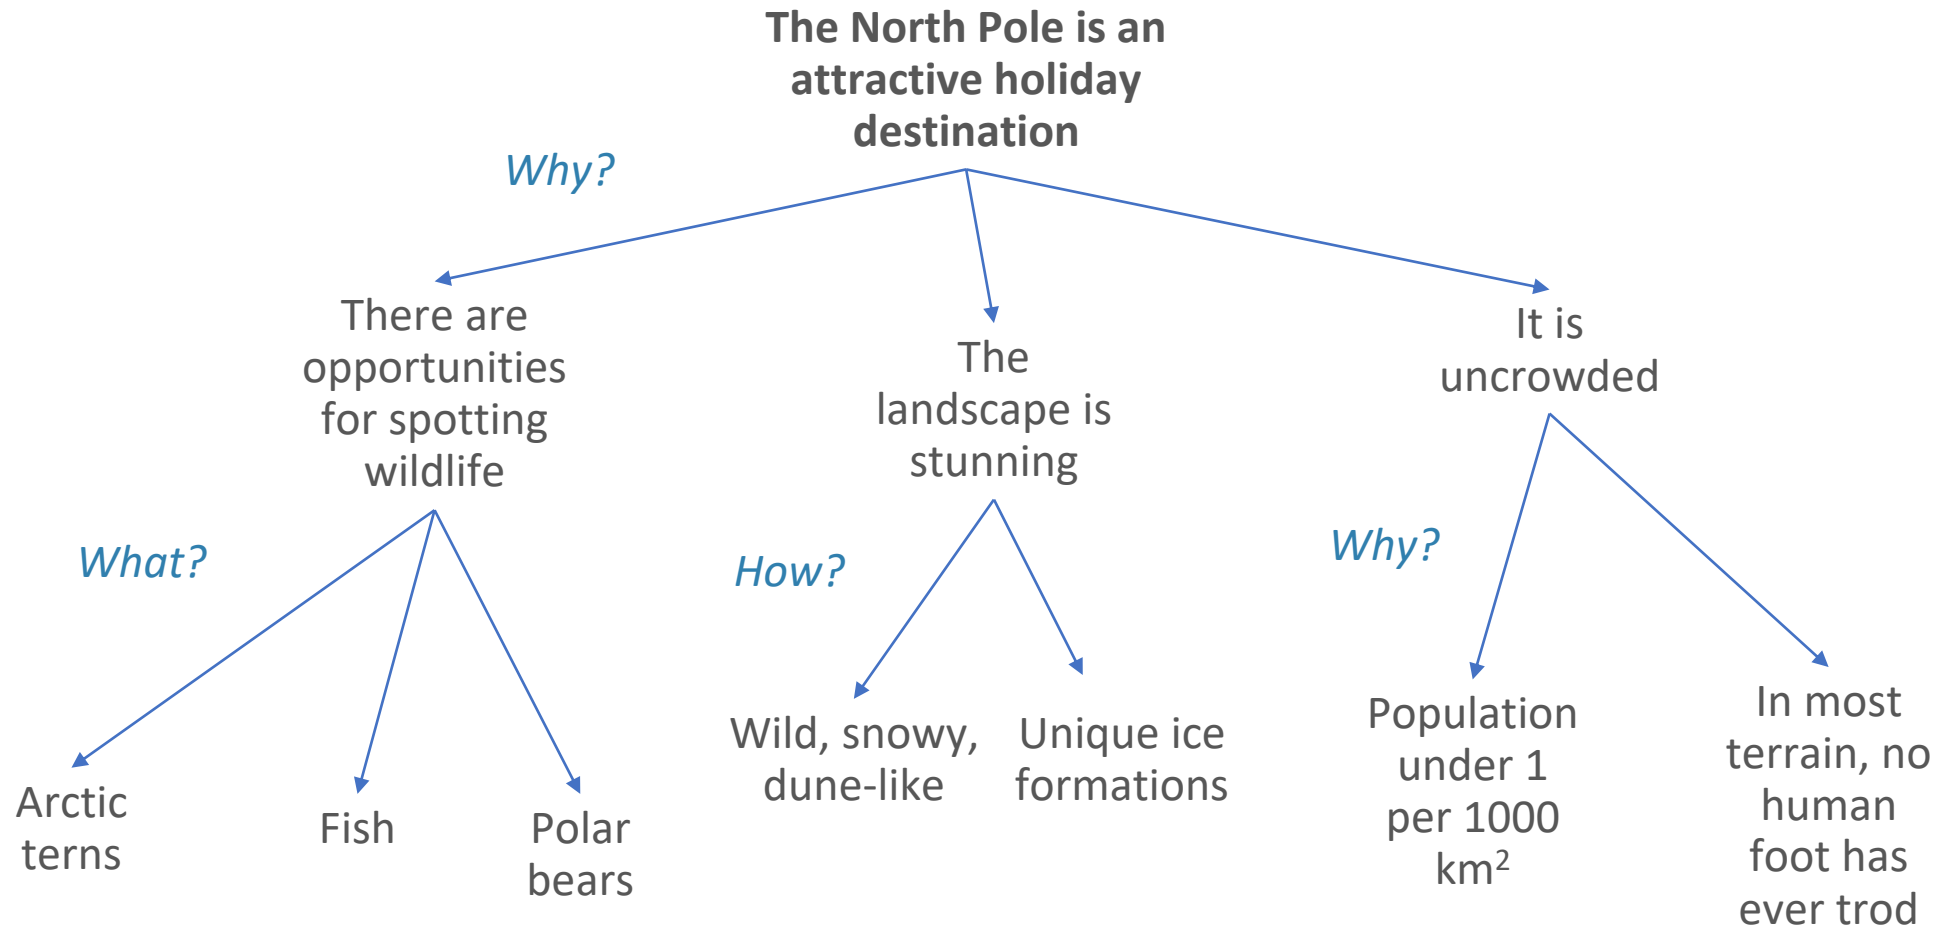 The North Pole is an
attractive holiday
destination
Why?
There are
opportunities
for spotting
wildlife
The
landscape is
stunning
It is
uncrowded
What?
How?
Why?
Arctic
terns
Fish
Polar
bears
Wild, snowy,
dune-like
Unique ice
formations
Population
under 1
per 1000
km²
In most
terrain, no
human
foot has
ever trod